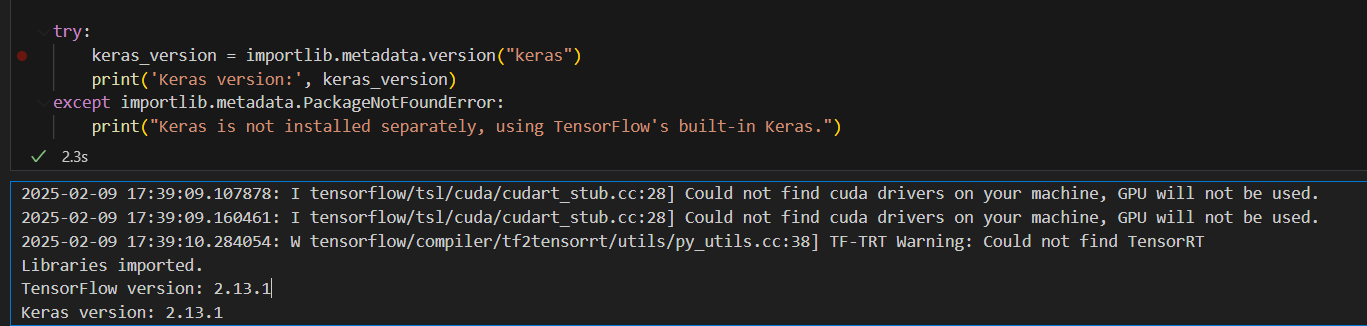 try:
    keras_version = importlib.metadata.version("keras")
    print('Keras version:', keras_version)
except importlib.metadata.PackageNotFoundError:
    print("Keras is not installed separately, using TensorFlow's built-in Keras.")
2.3s
2025-02-09 17:39:09.107878: I tensorflow/tsl/cuda/cudart_stub.cc:28] Could not find cuda drivers on your machine, GPU will not be used.
2025-02-09 17:39:09.160461: I tensorflow/tsl/cuda/cudart_stub.cc:28] Could not find cuda drivers on your machine, GPU will not be used.
2025-02-09 17:39:10.284054: W tensorflow/compiler/tf2tensorrt/utils/py_utils.cc:38] TF-TRT Warning: Could not find TensorRT
Libraries imported.
TensorFlow version: 2.13.1
Keras version: 2.13.1